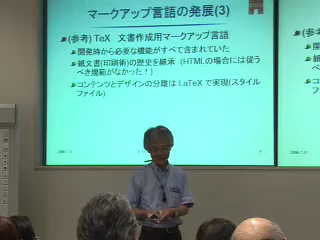 マークアップ言語の発展(3)
(参考) TeX 文書作成用マークアップ言語
開発時から必要な機能がすべて含まれていた
紙文書(印刷術)の歴史を継承 (HTMLの場合には従う
べき規範がなかった！)
コンテンツとデザインの分離は LaTeX で実現(スタイル
ファイル)